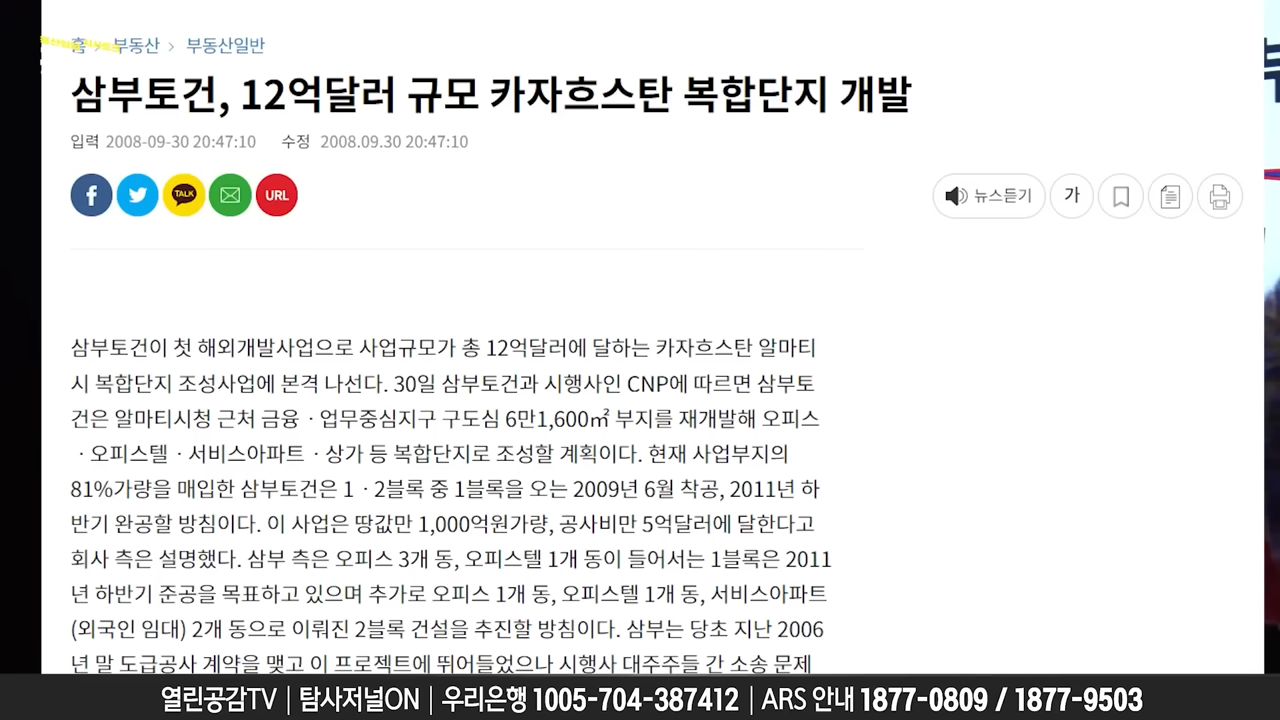 홈 > 부동산 > 부동산일반
삼부토건, 12억달러 규모 카자흐스탄 복합단지 개발
입력 2008-09-30 20:47:10 수정 2008.09.30 20:47:10
f TALK URL 뉴스듣기 가
삼부토건이 첫 해외개발사업으로 사업규모가 총 12억달러에 달하는 카자흐스탄 알마티
시 복합단지 조성사업에 본격 나선다. 30일 삼부토건과 시행사인 CNP에 따르면 삼부토
건은 알마티시청 근처 금융 · 업무중심지구 구도심 6만1,600㎡ 부지를 재개발해 오피스
· 오피스텔 · 서비스아파트 · 상가 등 복합단지로 조성할 계획이다. 현재 사업부지의
81%가량을 매입한 삼부토건은 1 · 2블록 중 1블록을 오는 2009년 6월 착공, 2011년 하
반기 완공할 방침이다. 이 사업은 땅값만 1,000억원가량, 공사비만 5억달러에 달한다고
회사 측은 설명했다. 삼부 측은 오피스 3개 동, 오피스텔 1개 동이 들어서는 1블록은 2011
년 하반기 준공을 목표하고 있으며 추가로 오피스 1개 동, 오피스텔 1개 동, 서비스아파트
(외국인 임대) 2개 동으로 이뤄진 2블록 건설을 추진할 방침이다. 삼부는 당초 지난 2006
년 말 도급공사 계약을 맺고 이 프로젝트에 뛰어들었으나 시행사 대주주들 간 소송 문제
열린공감TV | 탐사저널ON | 우리은행 1005-704-387412 | ARS 안내 1877-0809 / 1877-9503